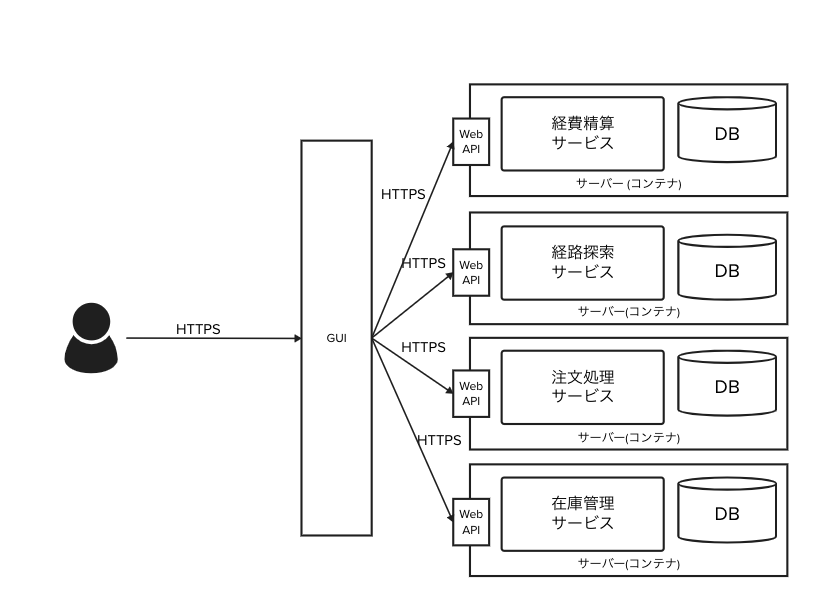 HTTPS
GUI
HTTPS
HTTPS
HTTPS
HTTPS
Web
API
経費精算
サービス
DB
サーバー (コンテナ)
Web
API
経路探索
サービス
DB
サーバー(コンテナ)
Web
API
注文処理
サービス
DB
サーバー(コンテナ)
Web
API
在庫管理
サービス
DB
サーバー(コンテナ)